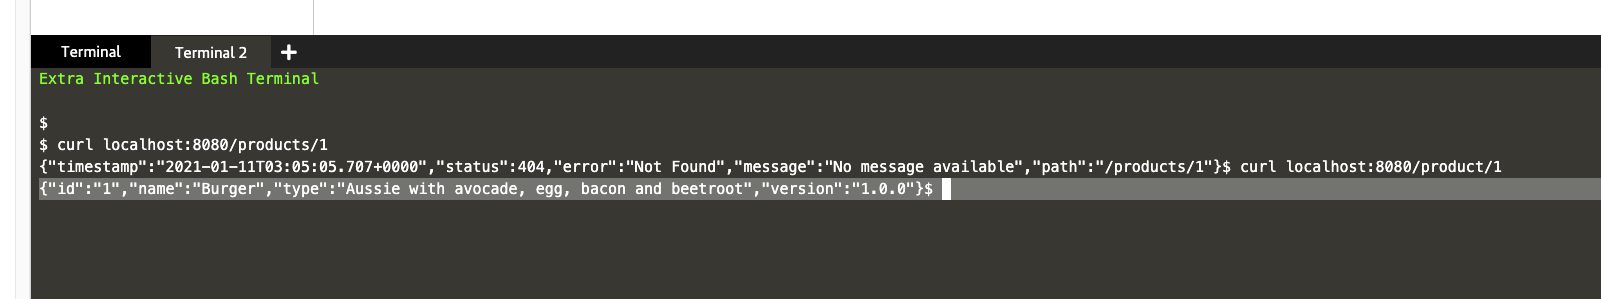 Terminal Terminal 2 +
Extra Interactive Bash Terminal
$
$ curl localhost:8080/products/1
{"timestamp":"2021-01-11T03:05:05.707+0000","status":404,"error":"Not Found","message":"No message available","path":"/products/1"}$ curl localhost:8080/product/1
{"id":"1","name":"Burger","type":"Aussie with avocade, egg, bacon and beetroot","version":"1.0.0"}$